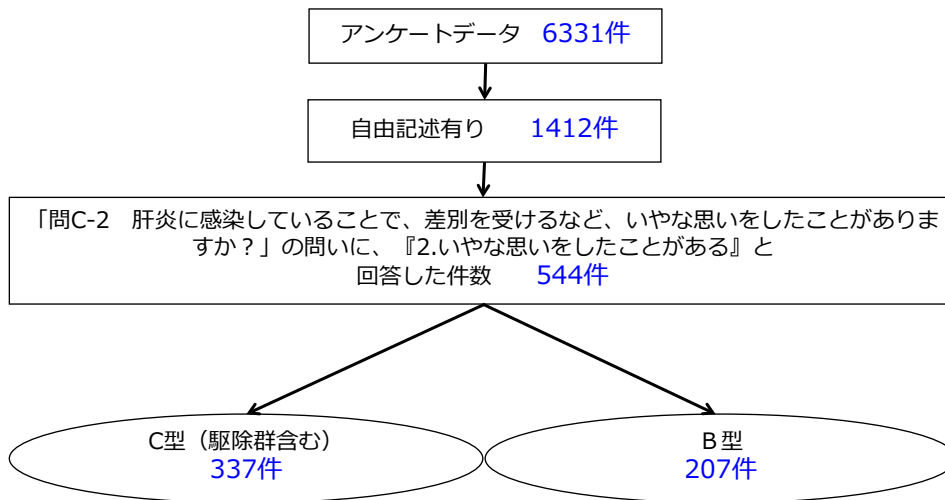 アンケートデータ　6331件
自由記述有り　　1412件
「問C-2　肝炎に感染していることで、差別を受けるなど、いやな思いをしたことがありま
すか？」の問いに、『2.いやな思いをしたことがある』と
回答した件数　　544件
C型（駆除群含む）
337件
Ｂ型
207件